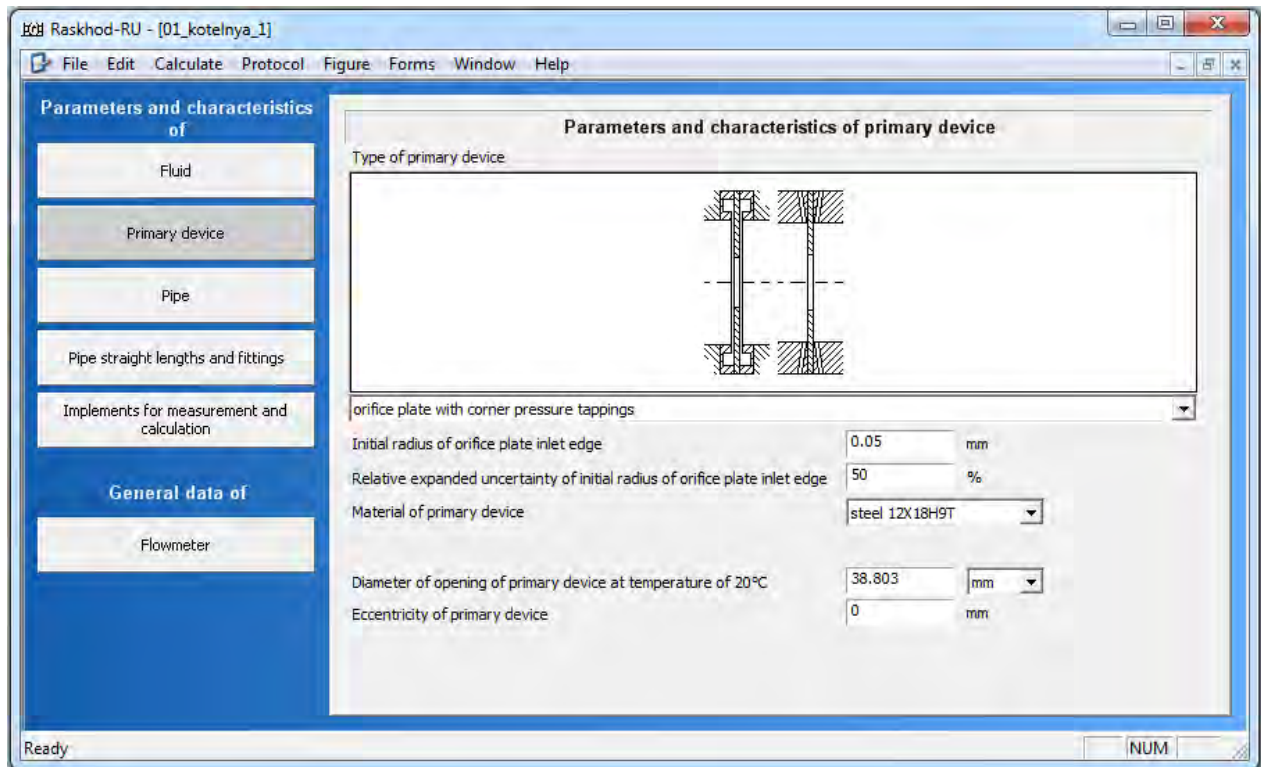 Raskhod-RU - [01_kotelnya_1]
File Edit Calculate Protocol Figure Forms Window Help
Parameters and characteristics
of
Fluid
Primary device
Pipe
Pipe straight lengths and fittings
Implements for measurement and
calculation
General data of
Flowmeter
Parameters and characteristics of primary device
Type of primary device
orifice plate with corner pressure tappings
Initial radius of orifice plate inlet edge 0.05 mm
Relative expanded uncertainty of initial radius of orifice plate inlet edge 50 %
Material of primary device steel 12X18H9T
Diameter of opening of primary device at temperature of 20°C 38.803 mm
Eccentricity of primary device 0 mm
Ready NUM